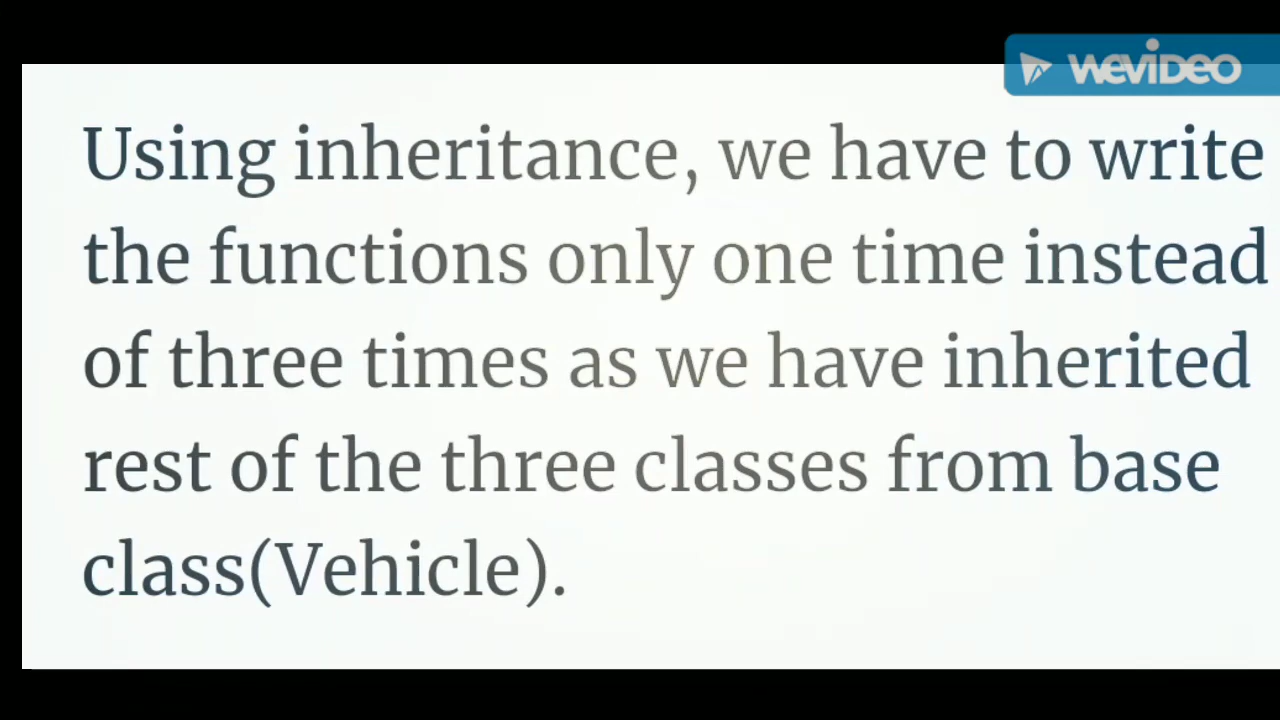 WEVIDEO
Using inheritance, we have to write
the functions only one time instead
of three times as we have inherited
rest of the three classes from base
class(Vehicle).